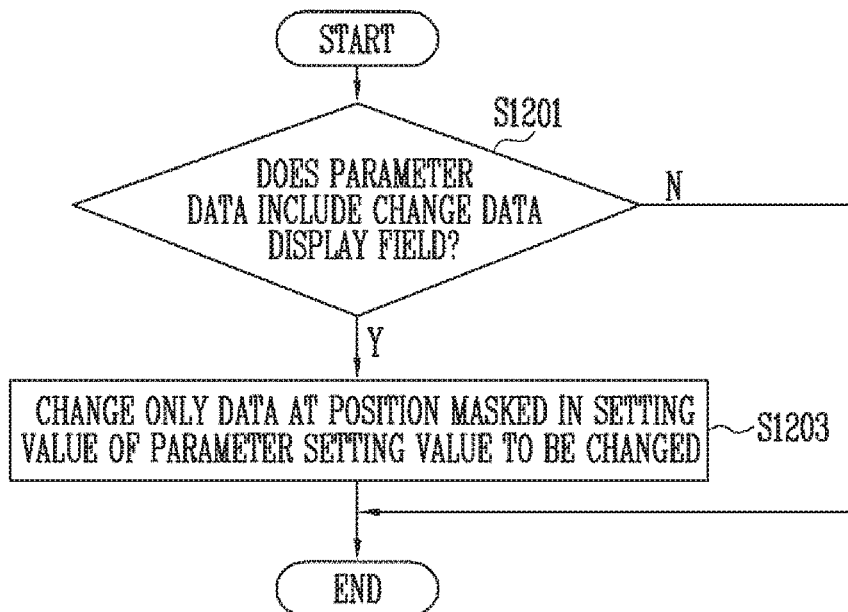 START
S1201
DOES PARAMETER
DATA INCLUDE CHANGE DATA
DISPLAY FIELD?
N
Y
CHANGE ONLY DATA AT POSITION MASKED IN SETTING
VALUE OF PARAMETER SETTING VALUE TO BE CHANGED
S1203
END